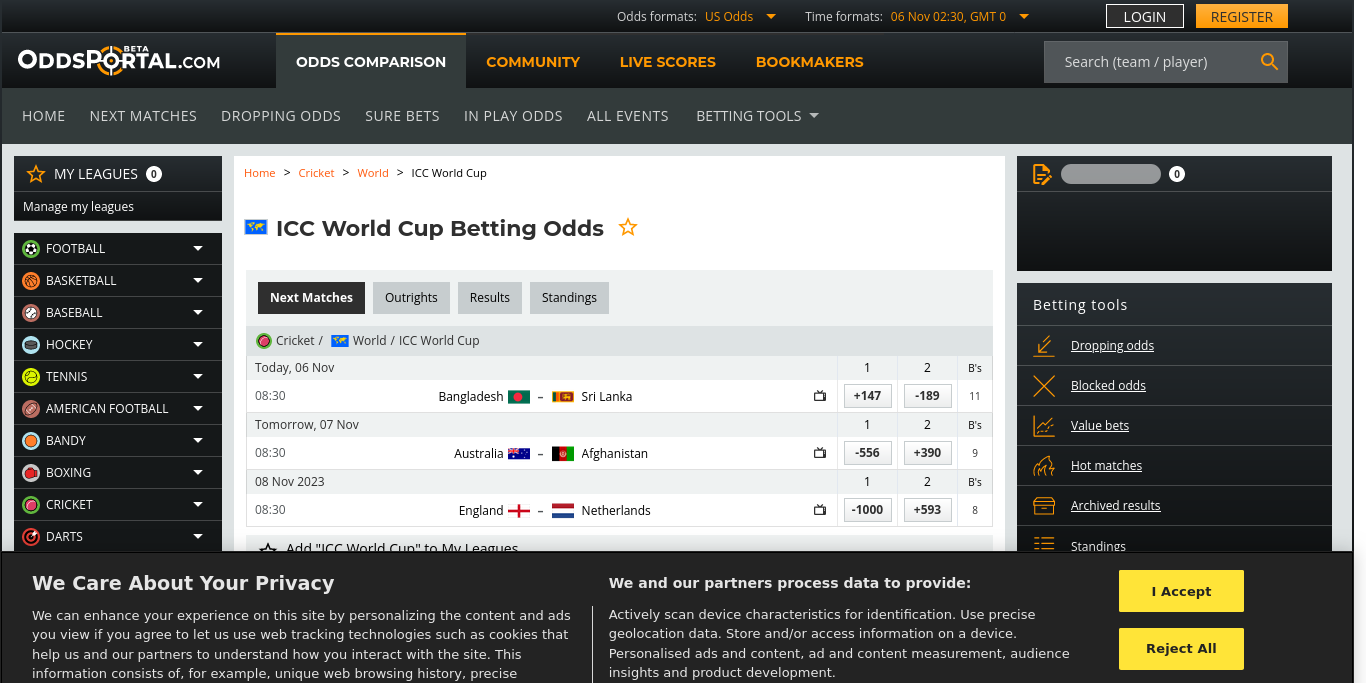 Odds formats: US Odds Time formats: 06 Nov 02:30, GMT 0 LOGIN REGISTER
BETA
ODDSPORTAL.COM ODDS COMPARISON COMMUNITY LIVE SCORES BOOKMAKERS Search (team / player)
HOME NEXT MATCHES DROPPING ODDS SURE BETS IN PLAY ODDS ALL EVENTS BETTING TOOLS
MY LEAGUES 0
Manage my leagues
FOOTBALL
BASKETBALL
BASEBALL
HOCKEY
TENNIS
AMERICAN FOOTBALL
BANDY
BOXING
CRICKET
DARTS
Home > Cricket > World > ICC World Cup
ICC World Cup Betting Odds
Next Matches Outrights Results Standings
Cricket / World / ICC World Cup
Today, 06 Nov 1 2 B's
08:30 Bangladesh – Sri Lanka +147 -189 11
Tomorrow, 07 Nov 1 2 B's
08:30 Australia – Afghanistan -556 +390 9
08 Nov 2023 1 2 B's
08:30 England – Netherlands -1000 +593 8
Add "ICC World Cup" to My Leagues
0
Betting tools
Dropping odds
Blocked odds
Value bets
Hot matches
Archived results
Standings
We Care About Your Privacy
We can enhance your experience on this site by personalizing the content and ads
you view if you agree to let us use web tracking technologies such as cookies that
help us and our partners to understand how you interact with the site. This
information consists of, for example, unique web browsing history, precise
We and our partners process data to provide:
Actively scan device characteristics for identification. Use precise
geolocation data. Store and/or access information on a device.
Personalised ads and content, ad and content measurement, audience
insights and product development.
I Accept
Reject All